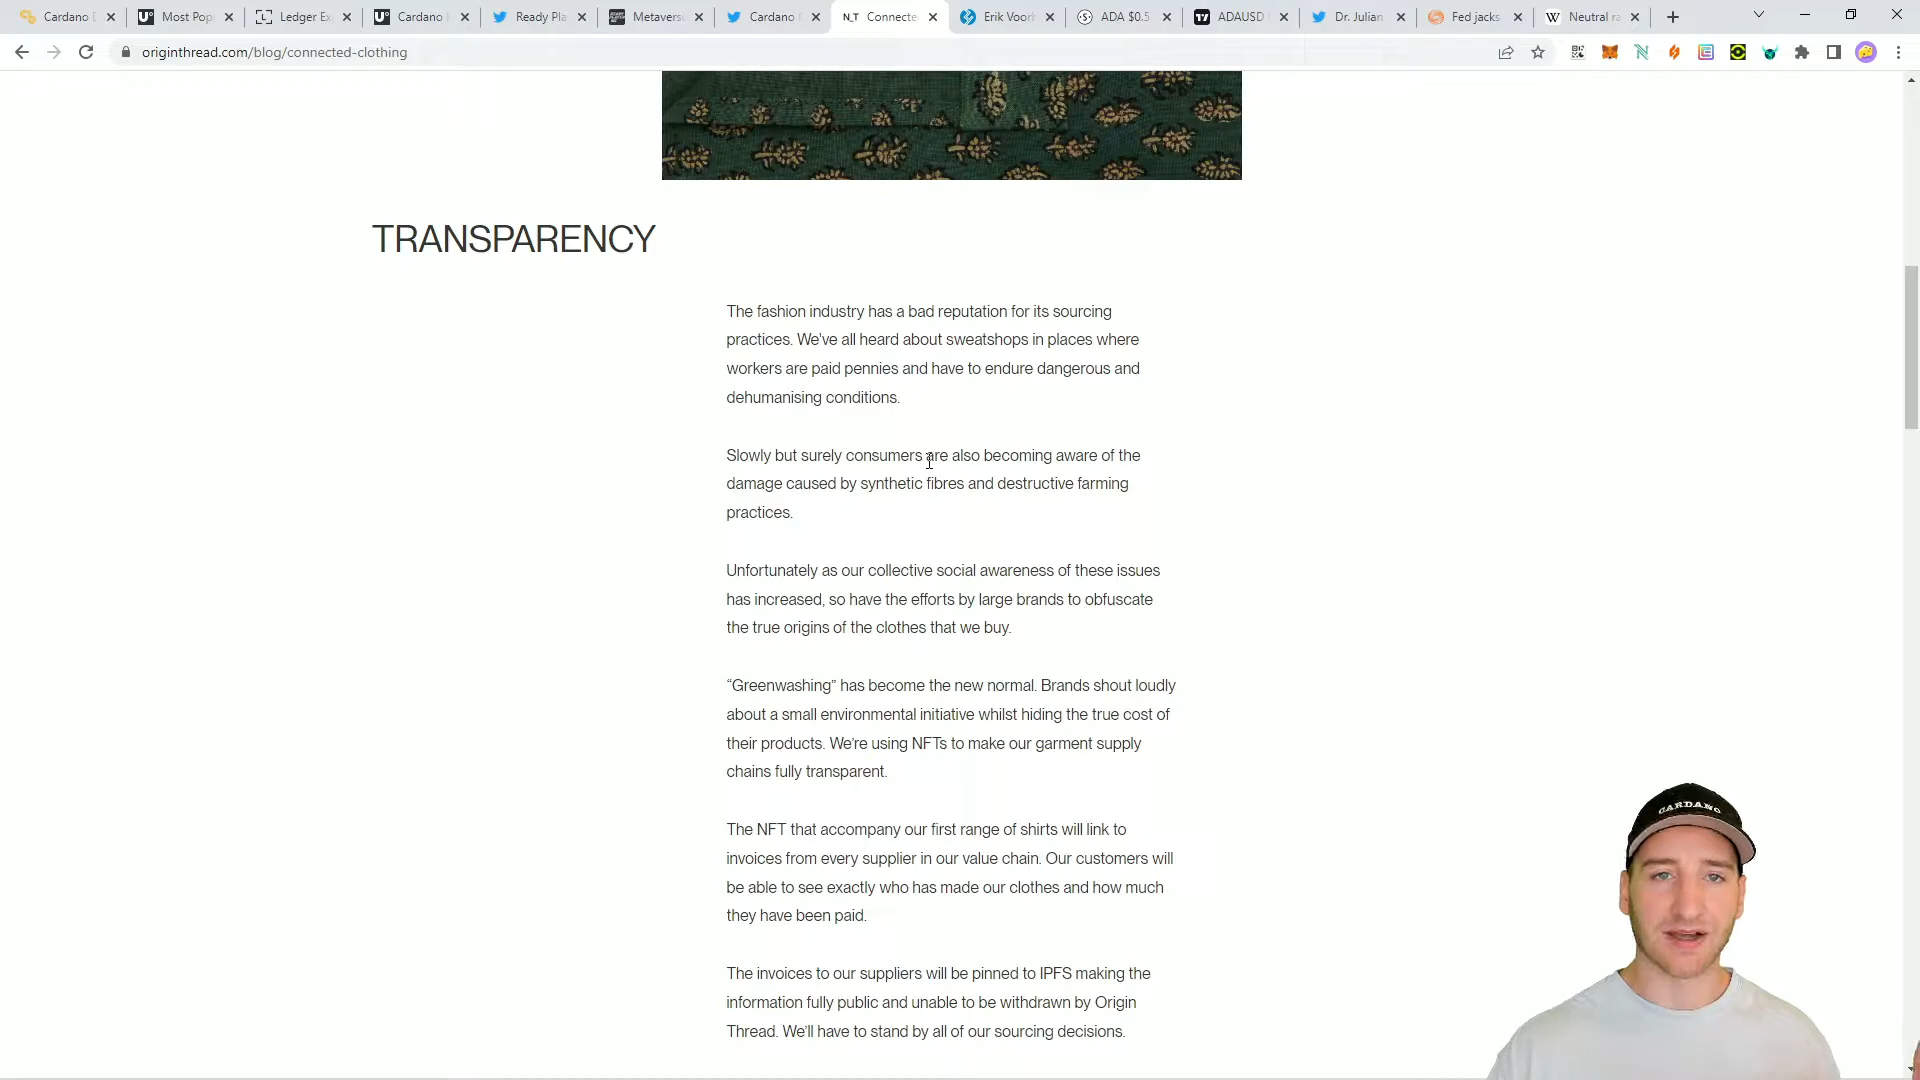 Cardano D
Most Pop
Ledger Ex
Cardano
Ready Pla
Metavers
Cardano
N_T Connecte
Erik Voorh
ADA $0.5
ADAUSD
Dr. Julian
Fed jacks
W Neutral ra
originthread.com/blog/connected-clothing
TRANSPARENCY
The fashion industry has a bad reputation for its sourcing
practices. We've all heard about sweatshops in places where
workers are paid pennies and have to endure dangerous and
dehumanising conditions.
Slowly but surely consumers are also becoming aware of the
damage caused by synthetic fibres and destructive farming
practices.
Unfortunately as our collective social awareness of these issues
has increased, so have the efforts by large brands to obfuscate
the true origins of the clothes that we buy.
“Greenwashing” has become the new normal. Brands shout loudly
about a small environmental initiative whilst hiding the true cost of
their products. We're using NFTs to make our garment supply
chains fully transparent.
The NFT that accompany our first range of shirts will link to
invoices from every supplier in our value chain. Our customers will
be able to see exactly who has made our clothes and how much
they have been paid.
The invoices to our suppliers will be pinned to IPFS making the
information fully public and unable to be withdrawn by Origin
Thread. We'll have to stand by all of our sourcing decisions.
CARDANO